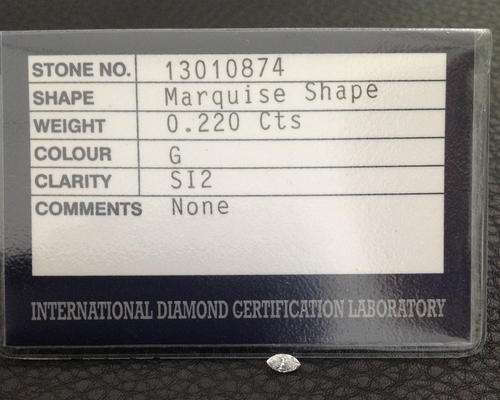 STONE NO. 13010874
SHAPE Marquise Shape
WEIGHT 0.220 Cts
COLOUR G
CLARITY SI2
COMMENTS None
INTERNATIONAL DIAMOND CERTIFICATION LABORATORY